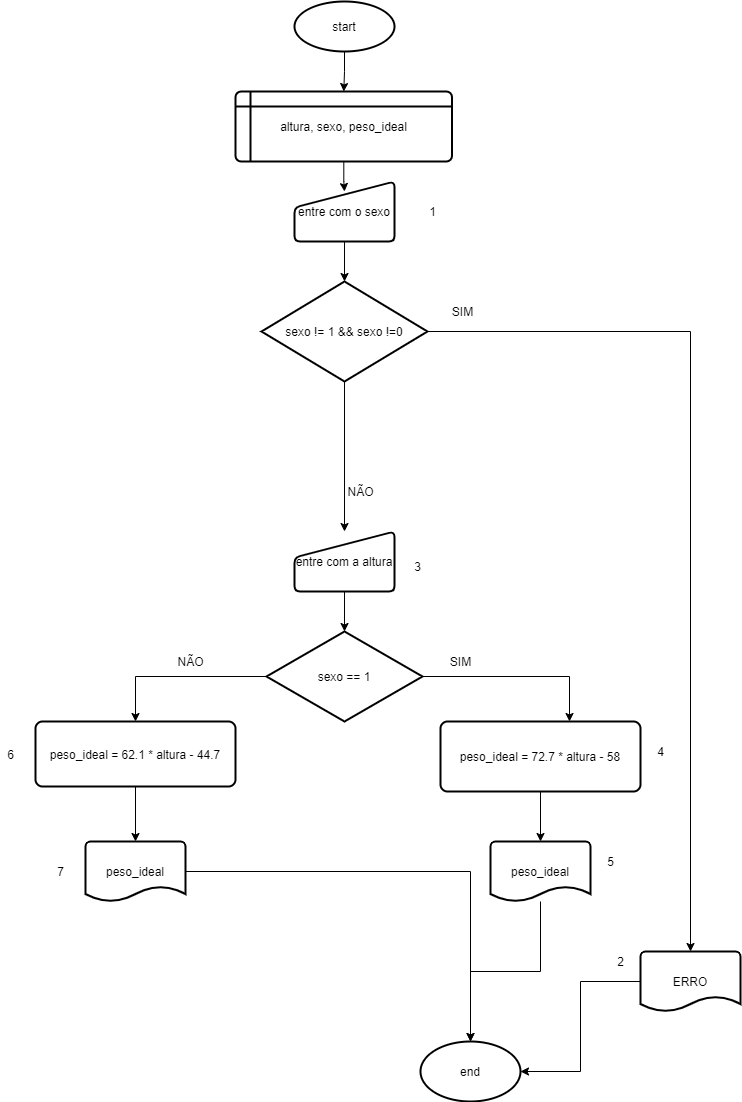 start
altura, sexo, peso_ideal
entre com o sexo
1
sexo != 1 && sexo !=0
SIM
NÃO
entre com a altura
3
sexo == 1
NÃO
SIM
6
peso_ideal = 62.1 * altura - 44.7
peso_ideal = 72.7 * altura - 58
4
7
peso_ideal
peso_ideal
5
2
ERRO
end